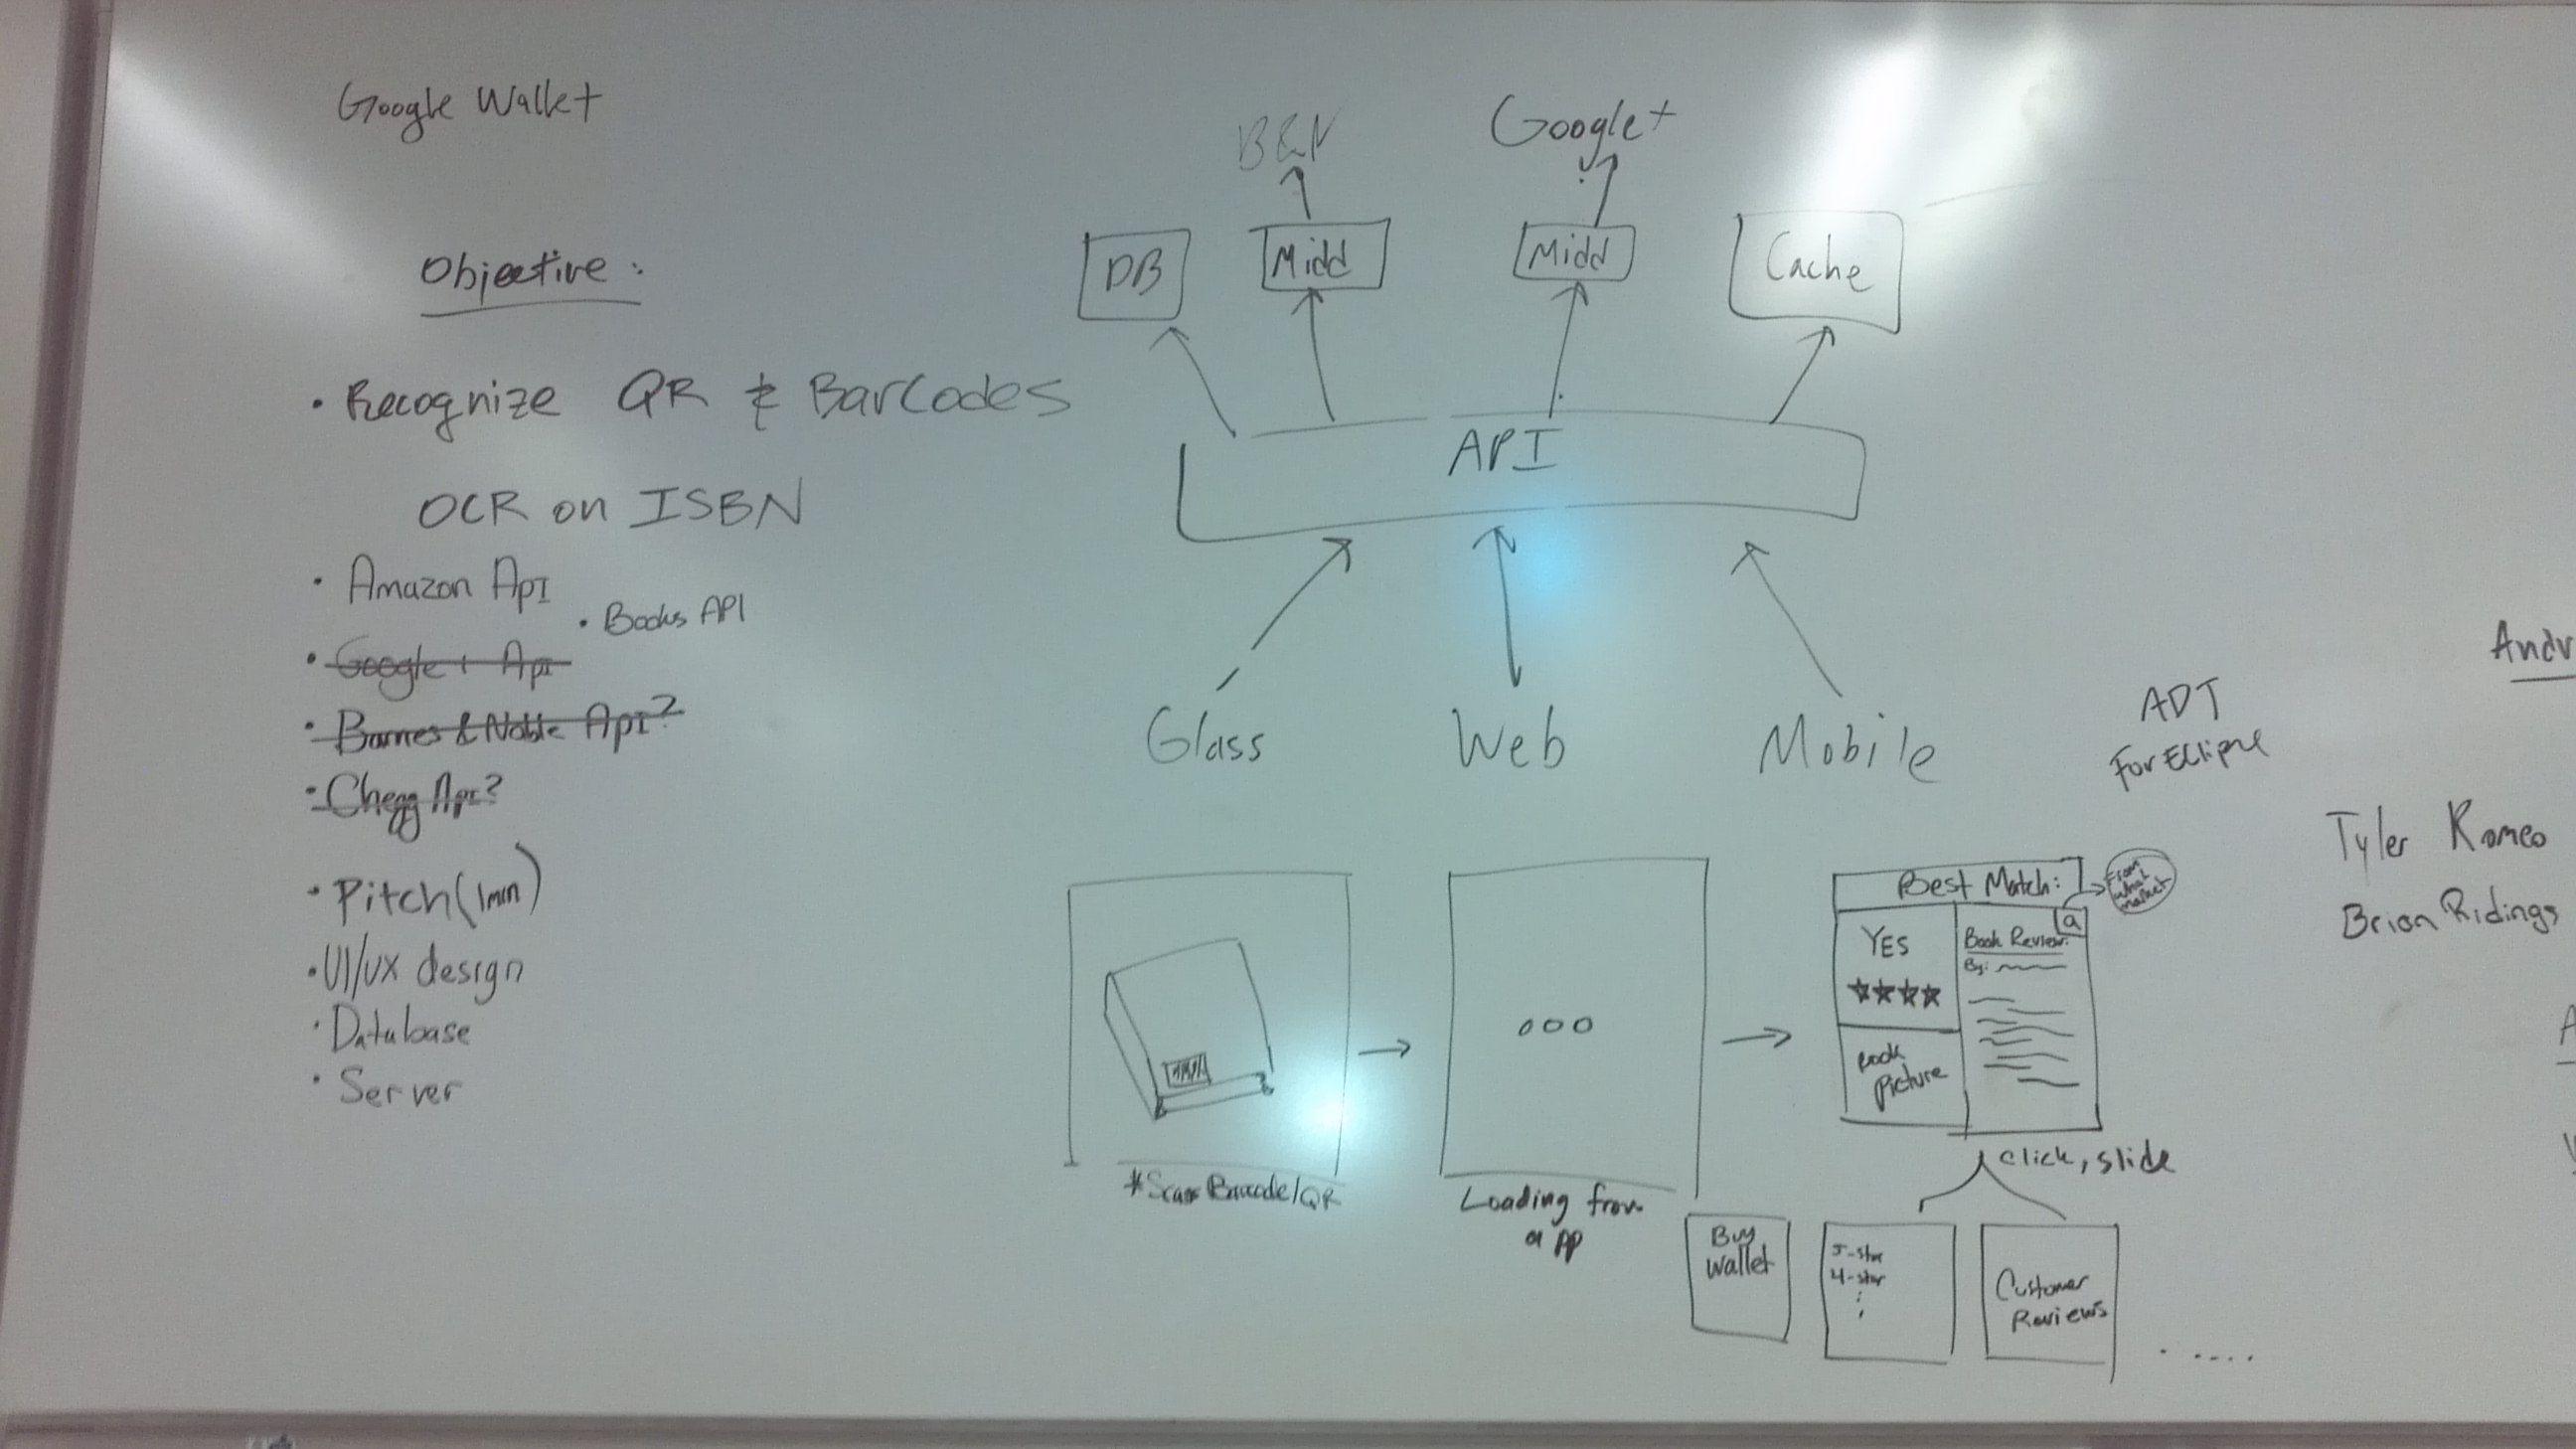 Google Wallet
Objective:
• Recognize QR & BarCodes
OCR on ISBN
• Amazon ApI
• Books API
• Google+ ApI
• Barnes & Noble ApI?
• Chegg ApI?
• Pitch (1min)
• UI/UX design
• Database
• Server
B&N
Google+
DB
Midd
Midd
Cache
API
Glass
Web
Mobile
ADT
For Eclipse
Andr
Tyler Romeo
Brian Ridings
*Scan Barcode/QR
ooo
Loading from
Best Match:
From
what
market
a
YES
Book Review:
By:
Book
Picture
click, slide
Buy
Wallet
5-star
4-star
Customer
Reviews